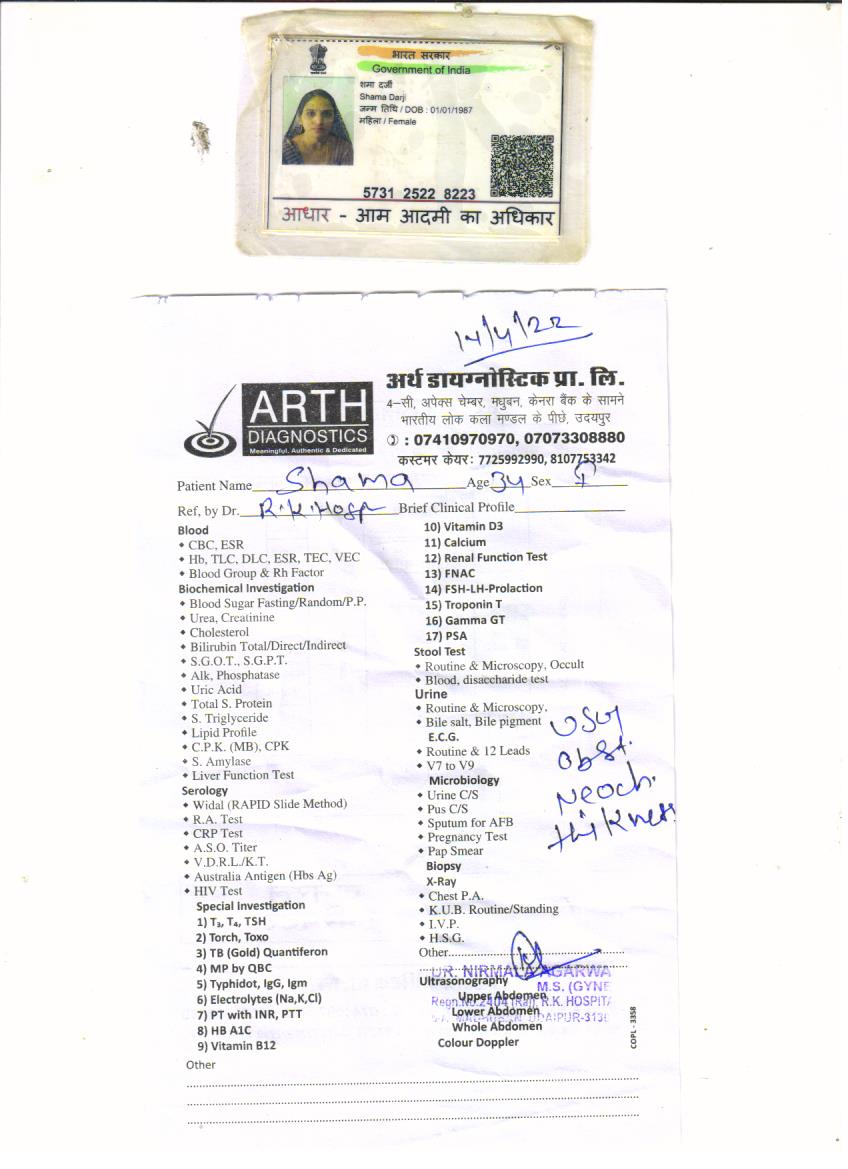 भारत सरकार
Government of India
शमा दर्जी
Shama Darji
जन्म तिथि / DOB : 01/01/1987
महिला / Female
5731 2522 8223
आधार - आम आदमी का अधिकार
14/4/22
ARTH
DIAGNOSTICS
Meaningful, Authentic & Dedicated
अर्थ डायग्नोस्टिक प्रा. लि.
4-सी, अपेक्स चेम्बर, मधुबन, केनरा बैंक के सामने
भारतीय लोक कला मण्डल के पीछे, उदयपुर
: 07410970970, 07073308880
कस्टमर केयर: 7725992990, 8107753342
Patient Name Shama Age 34 Sex F
Ref, by Dr. R.K.Hosp Brief Clinical Profile
Blood
• CBC, ESR
• Hb, TLC, DLC, ESR, TEC, VEC
• Blood Group & Rh Factor
Biochemical Investigation
• Blood Sugar Fasting/Random/P.P.
• Urea, Creatinine
• Cholesterol
• Bilirubin Total/Direct/Indirect
• S.G.O.T., S.G.P.T.
• Alk, Phosphatase
• Uric Acid
• Total S. Protein
• S. Triglyceride
• Lipid Profile
• C.P.K. (MB), CPK
• S. Amylase
• Liver Function Test
Serology
• Widal (RAPID Slide Method)
• R.A. Test
• CRP Test
• A.S.O. Titer
• V.D.R.L./K.T.
• Australia Antigen (Hbs Ag)
• HIV Test
Special Investigation
1) T₃, T₄, TSH
2) Torch, Toxo
3) TB (Gold) Quantiferon
4) MP by QBC
5) Typhidot, IgG, Igm
6) Electrolytes (Na,K,Cl)
7) PT with INR, PTT
8) HB A1C
9) Vitamin B12
10) Vitamin D3
11) Calcium
12) Renal Function Test
13) FNAC
14) FSH-LH-Prolaction
15) Troponin T
16) Gamma GT
17) PSA
Stool Test
• Routine & Microscopy, Occult
• Blood, disaccharide test
Urine
• Routine & Microscopy,
• Bile salt, Bile pigment
E.C.G.
• Routine & 12 Leads
• V7 to V9
Microbiology
• Urine C/S
• Pus C/S
• Sputum for AFB
• Pregnancy Test
• Pap Smear
Biopsy
X-Ray
• Chest P.A.
• K.U.B. Routine/Standing
• I.V.P.
• H.S.G.
Other
USG
Obst.
Neoch.
thikness
DR. NIRMALA AGARWA
M.S. (GYNE
Regn.No.2404 (Raj), R.K. HOSPITA
UDAIPUR-313
Ultrasonography
Upper Abdomen
Lower Abdomen
Whole Abdomen
Colour Doppler
COPL - 3358
Other